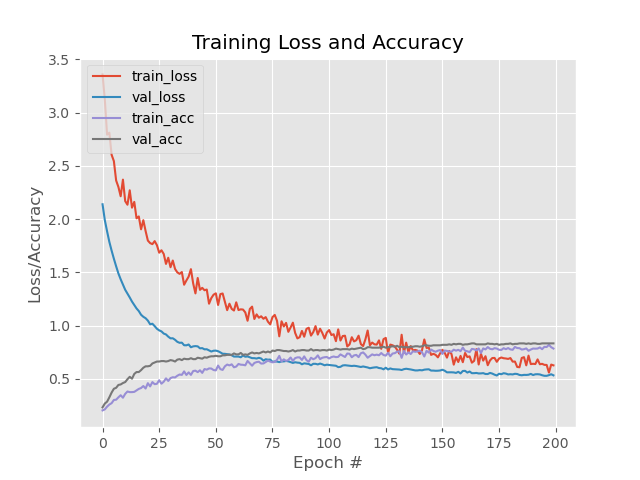 Training Loss and Accuracy
3.5
3.0
2.5
2.0
1.5
1.0
0.5
Loss/Accuracy
train_loss
val_loss
train_acc
val_acc
0 25 50 75 100 125 150 175 200
Epoch #